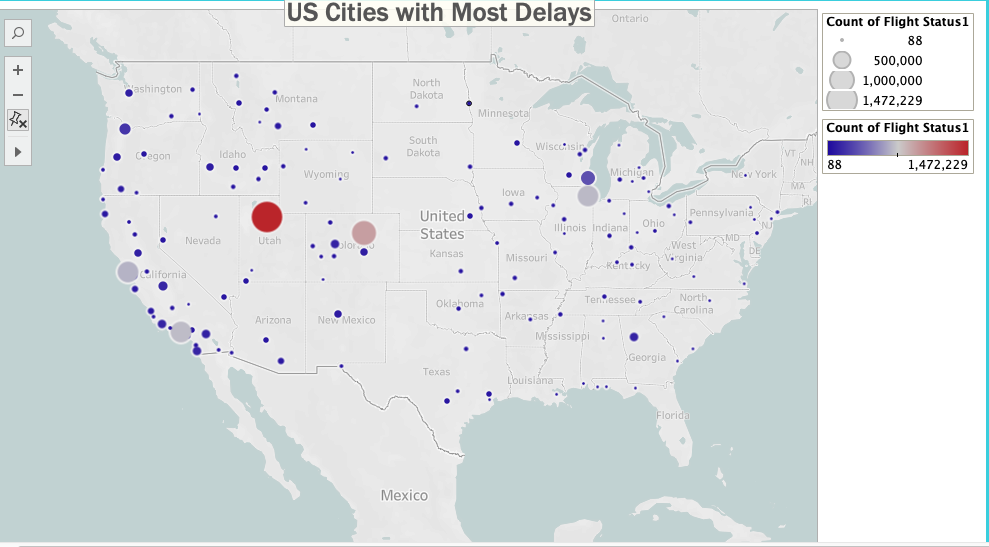 US Cities with Most Delays
Ontario
Washington
Montana
North
Dakota
Minnesota
Oregon
Idaho
South
Dakota
Wisconsin
Michigan
VT
NH
Wyoming
New York
MA
RI
Iowa
Nevada
Utah
Colorado
United
States
Kansas
Illinois
Indiana
Ohio
Pennsylvania
NJ
MD
DE
West
Virginia
California
Missouri
Kentucky
Oklahoma
Tennessee
North
Carolina
Arizona
New Mexico
Arkansas
Mississippi
Georgia
Texas
Louisiana
Florida
Mexico
Count of Flight Status1
88
500,000
1,000,000
1,472,229
Count of Flight Status1
88 1,472,229